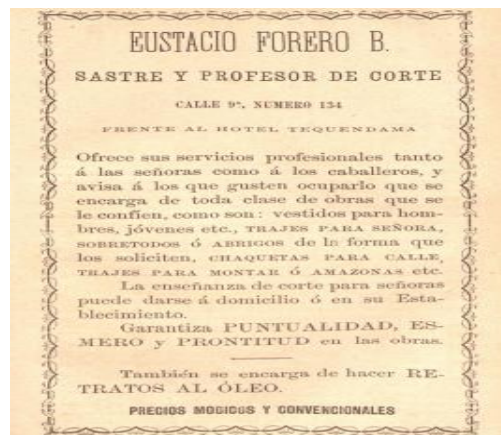 EUSTACIO FORERO B.
SASTRE Y PROFESOR DE CORTE
CALLE 9ª, NUMERO 134
FRENTE AL HOTEL TEQUENDAMA
Ofrece sus servicios profesionales tanto
á las señoras como á los caballeros, y
avisa á los que gusten ocuparlo que se
encarga de toda clase de obras que se
le confíen, como son: vestidos para hom-
bres, jóvenes etc., TRAJES PARA SEÑORA,
SOBRETODOS ó ABRIGOS de la forma que
los soliciten, CHAQUETAS PARA CALLE,
TRAJES PARA MONTAR ó AMAZONAS etc.
La enseñanza de corte para señoras
puede darse á domicilio ó en su Esta-
blecimiento.
Garantiza PUNTUALIDAD, ES-
MERO y PRONTITUD en las obras.
También se encarga de hacer RE-
TRATOS AL ÓLEO.
PRECIOS MODICOS Y CONVENCIONALES